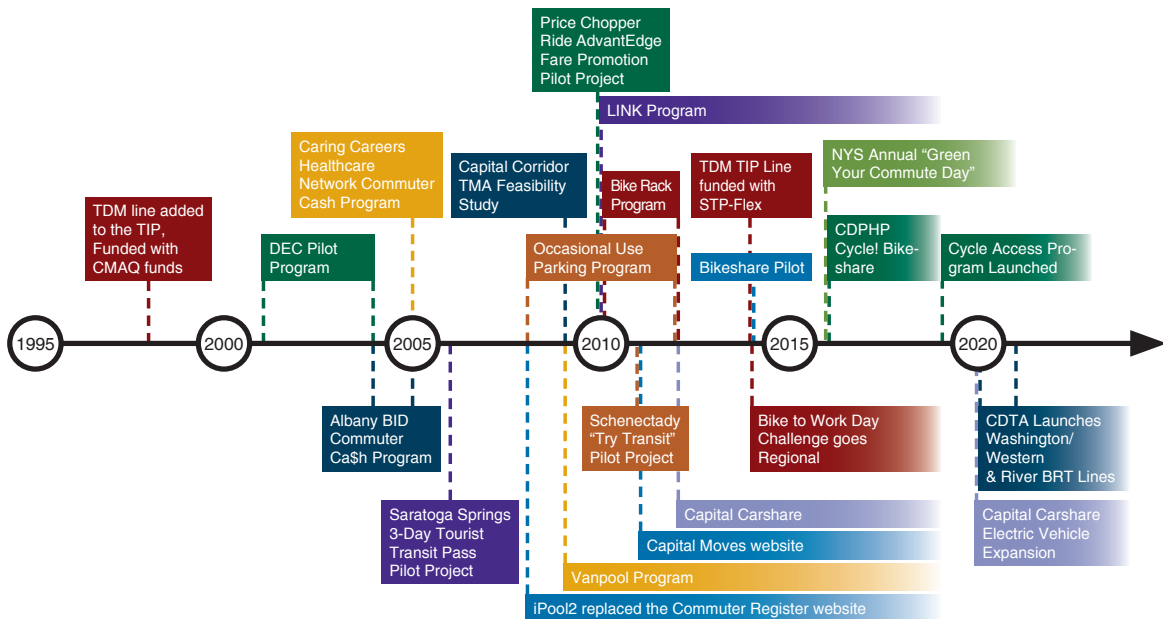 Price Chopper
Ride AdvantEdge
Fare Promotion
Pilot Project
LINK Program
Caring Careers
Healthcare
Network Commuter
Cash Program
Capital Corridor
TMA Feasibility
Study
Bike Rack
Program
TDM TIP Line
funded with
STP-Flex
NYS Annual “Green
Your Commute Day”
TDM line added
to the TIP,
Funded with
CMAQ funds
DEC Pilot
Program
Occasional Use
Parking Program
Bikeshare Pilot
CDPHP
Cycle! Bike-
share
Cycle Access Pro-
gram Launched
1995
2000
2005
2010
2015
2020
Albany BID
Commuter
Ca$h Program
Schenectady
“Try Transit”
Pilot Project
Bike to Work Day
Challenge goes
Regional
CDTA Launches
Washington/
Western
& River BRT Lines
Saratoga Springs
3-Day Tourist
Transit Pass
Pilot Project
Capital Carshare
Capital Moves website
Vanpool Program
iPool2 replaced the Commuter Register website
Capital Carshare
Electric Vehicle
Expansion